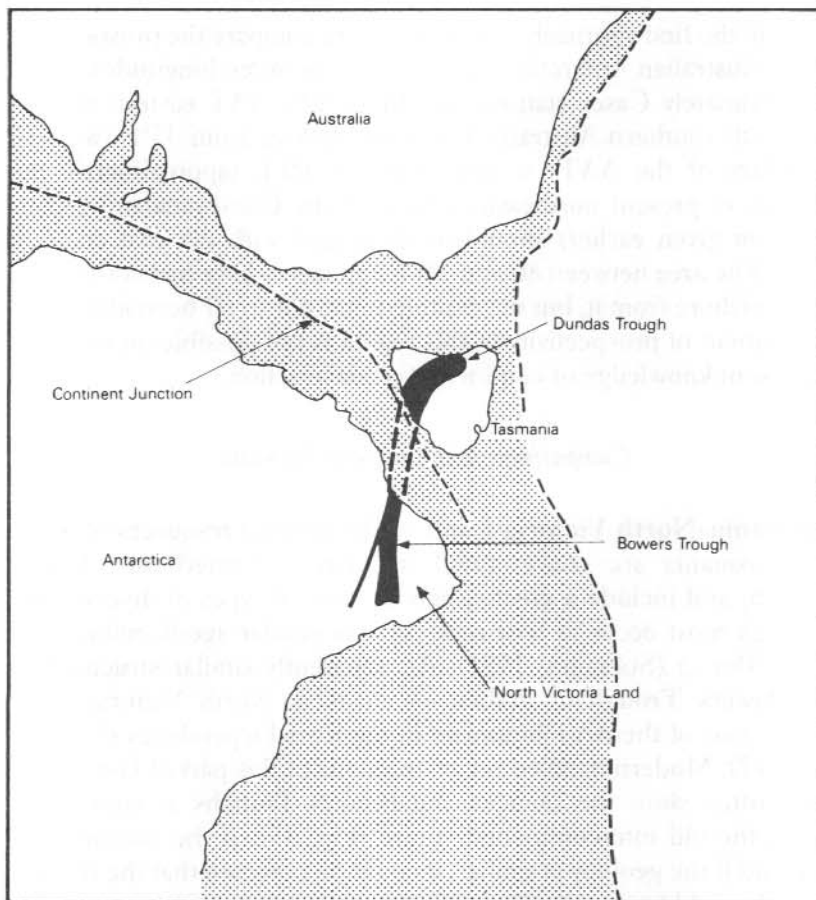 Australia
Dundas Trough
Continent Junction
Tasmania
Bowers Trough
Antarctica
North Victoria Land